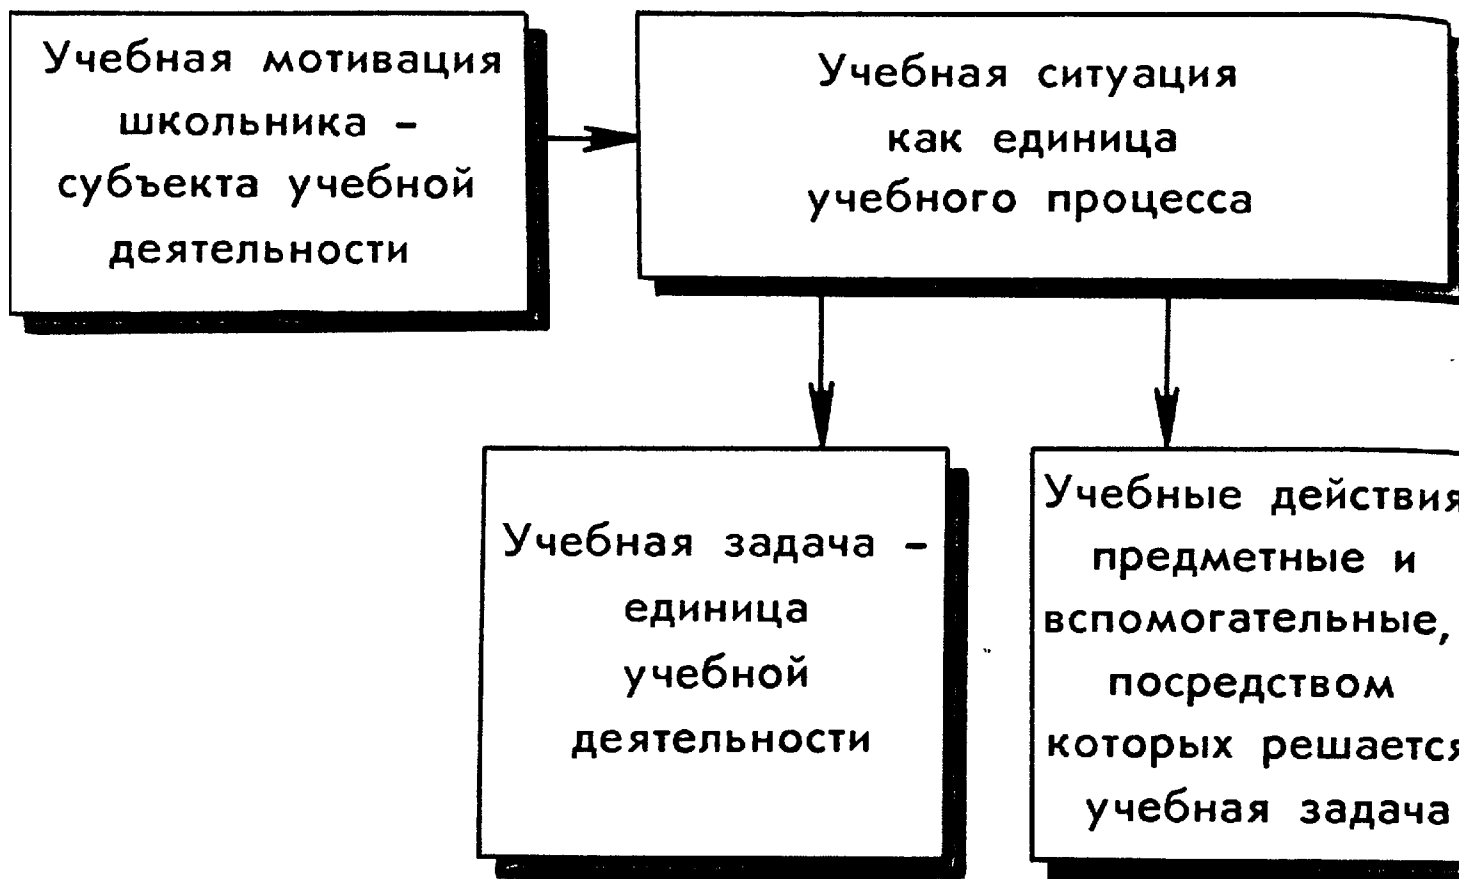 Учебная мотивация
школьника –
субъекта учебной
деятельности
Учебная ситуация
как единица
учебного процесса
Учебная задача –
единица
учебной
деятельности
Учебные действия
предметные и
вспомогательные,
посредством
которых решается
учебная задача